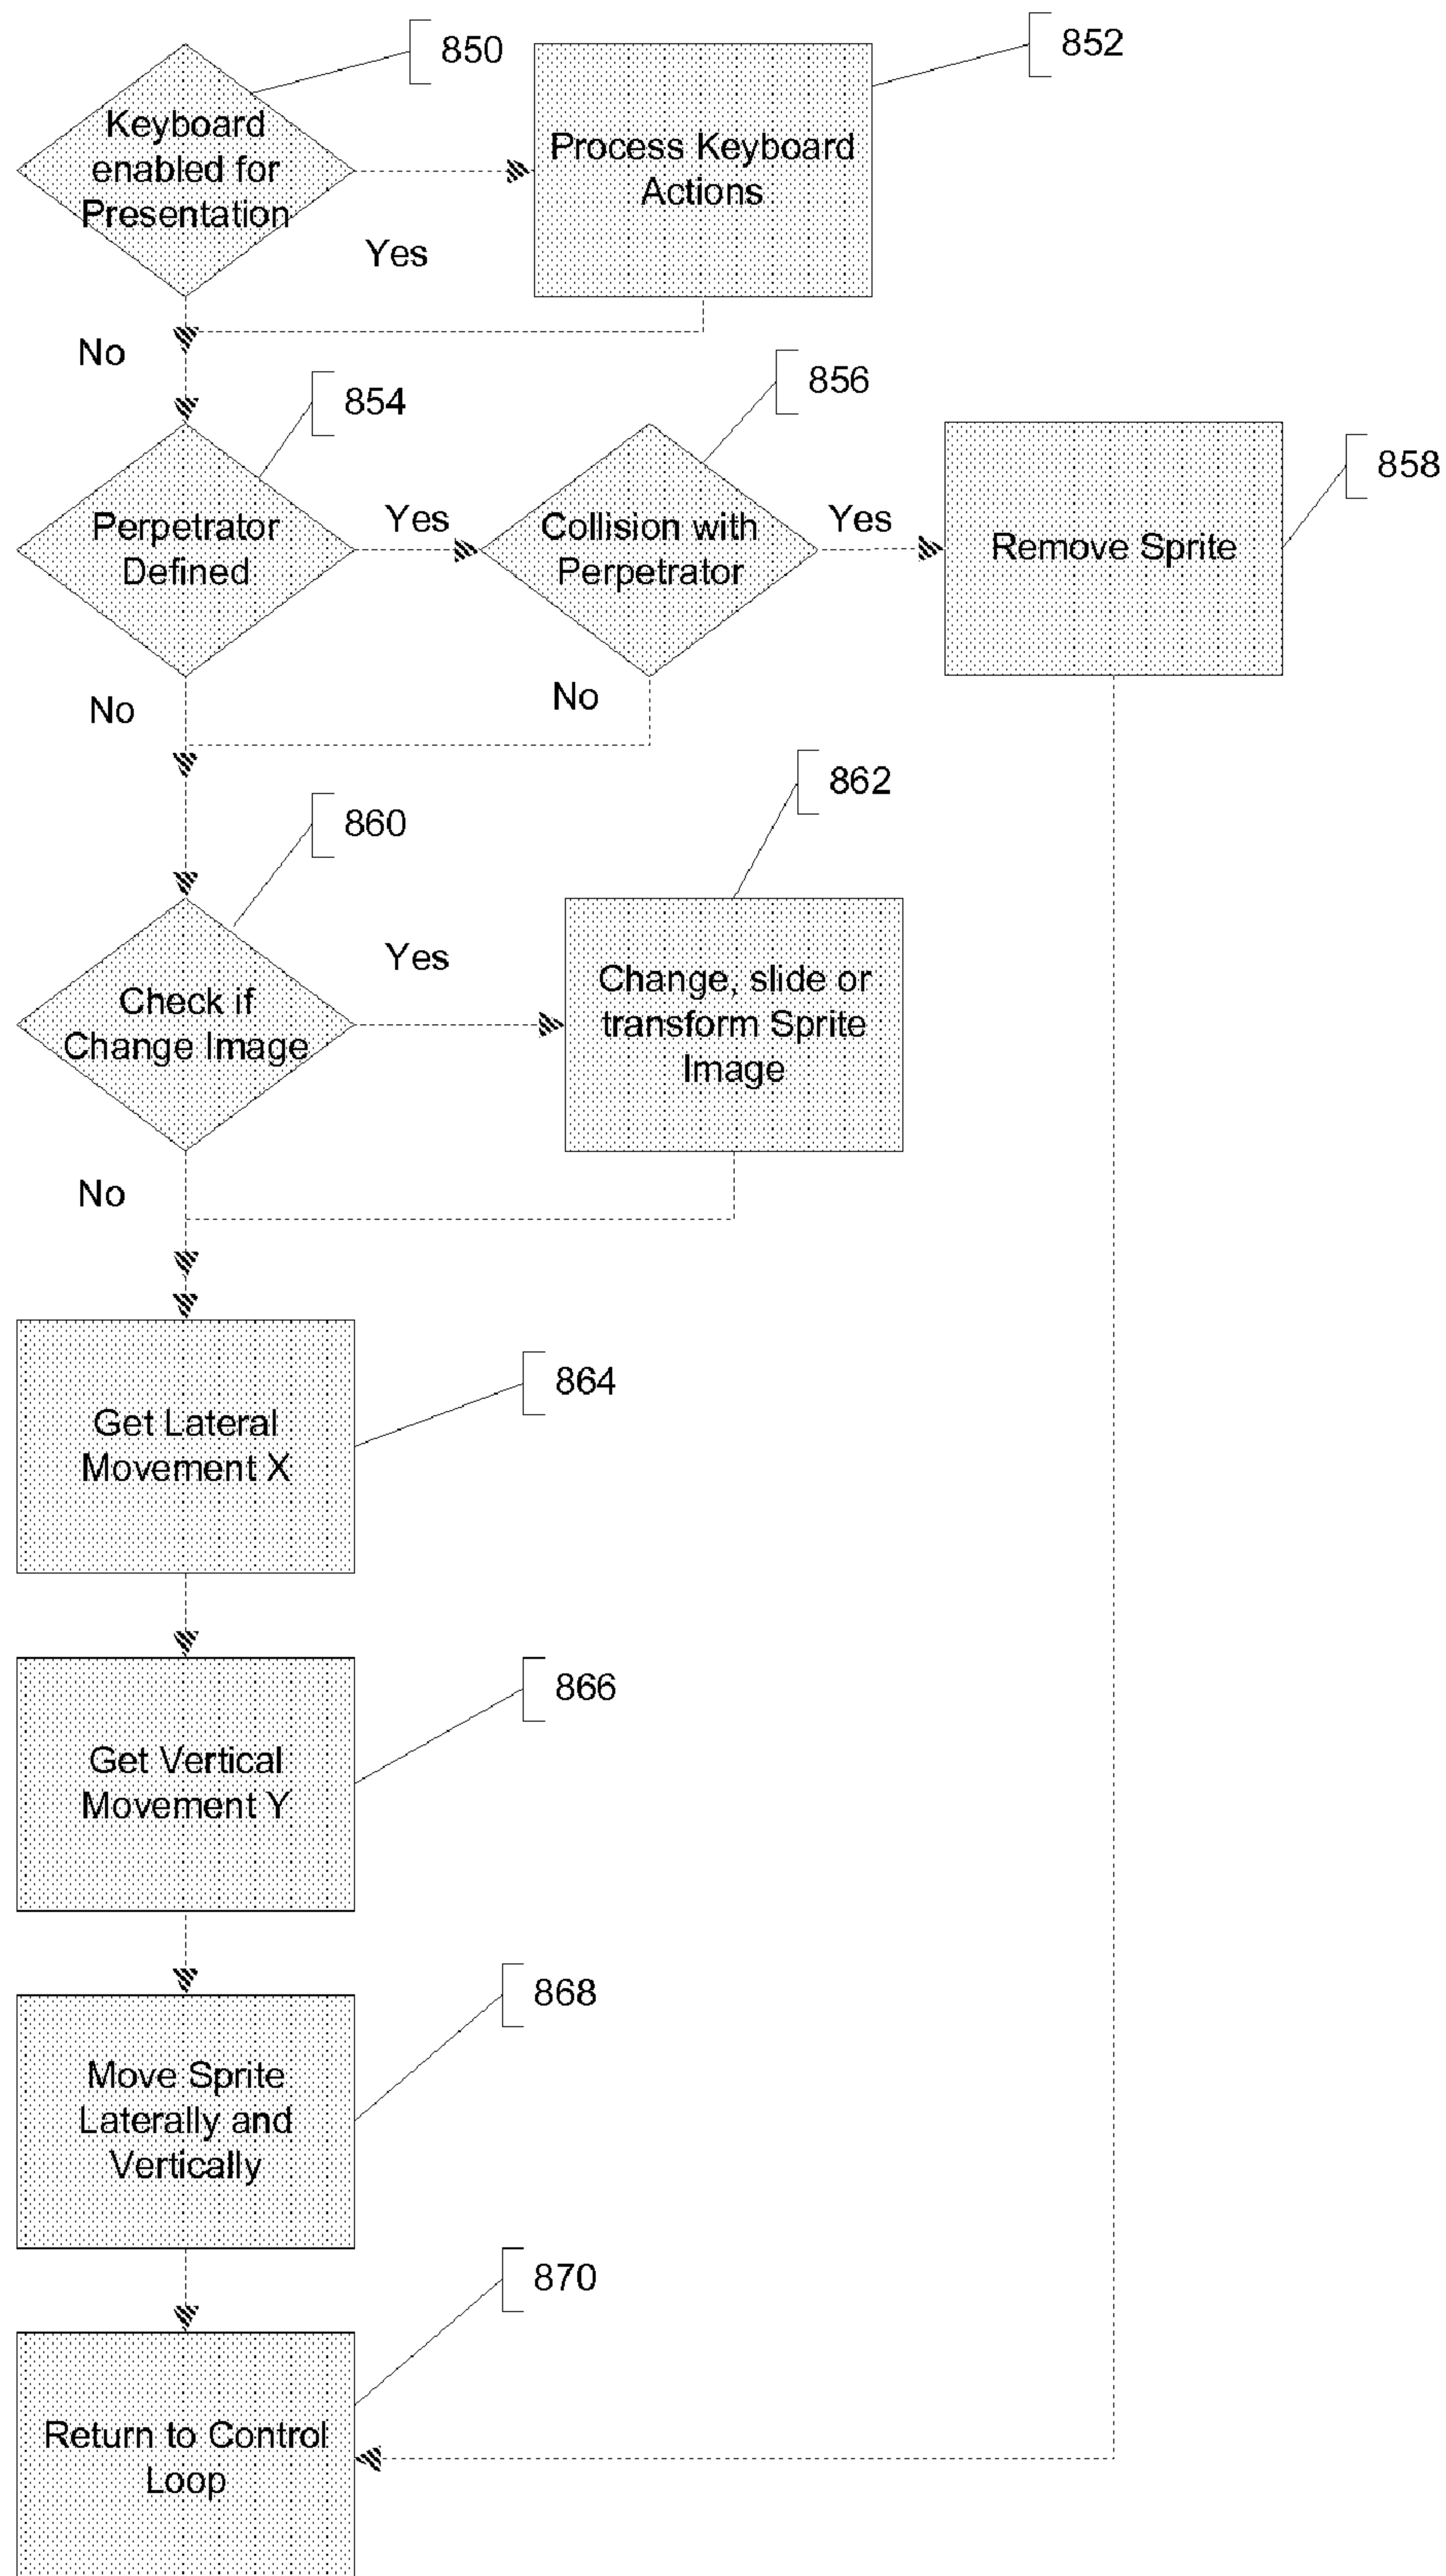 850
852
Keyboard
enabled for
Presentation
Process Keyboard
Actions
Yes
No
854
856
858
Perpetrator
Defined
Yes
Collision with
Perpetrator
Yes
Remove Sprite
No
No
860
862
Check if
Change Image
Yes
Change, slide or
transform Sprite
Image
No
864
Get Lateral
Movement X
866
Get Vertical
Movement Y
868
Move Sprite
Laterally and
Vertically
870
Return to Control
Loop